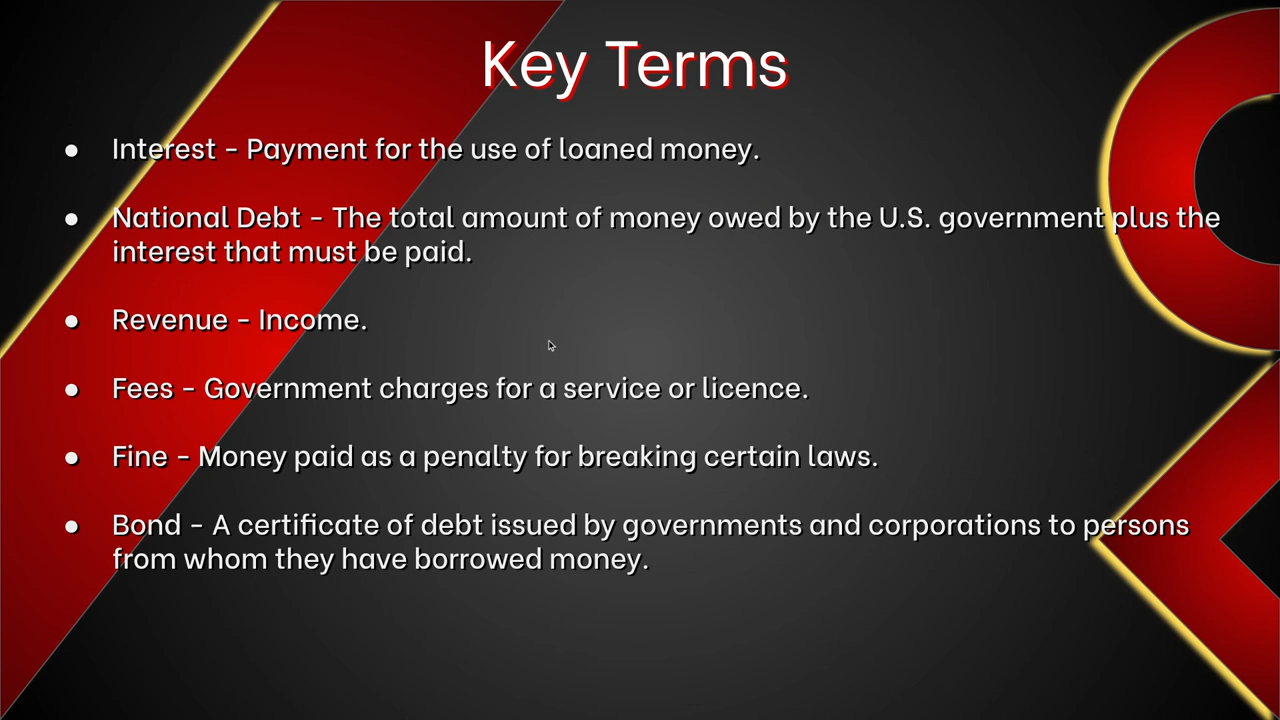 Key Terms
● Interest - Payment for the use of loaned money.
● National Debt - The total amount of money owed by the U.S. government plus the
interest that must be paid.
● Revenue - Income.
● Fees - Government charges for a service or licence.
● Fine - Money paid as a penalty for breaking certain laws.
● Bond - A certificate of debt issued by governments and corporations to persons
from whom they have borrowed money.